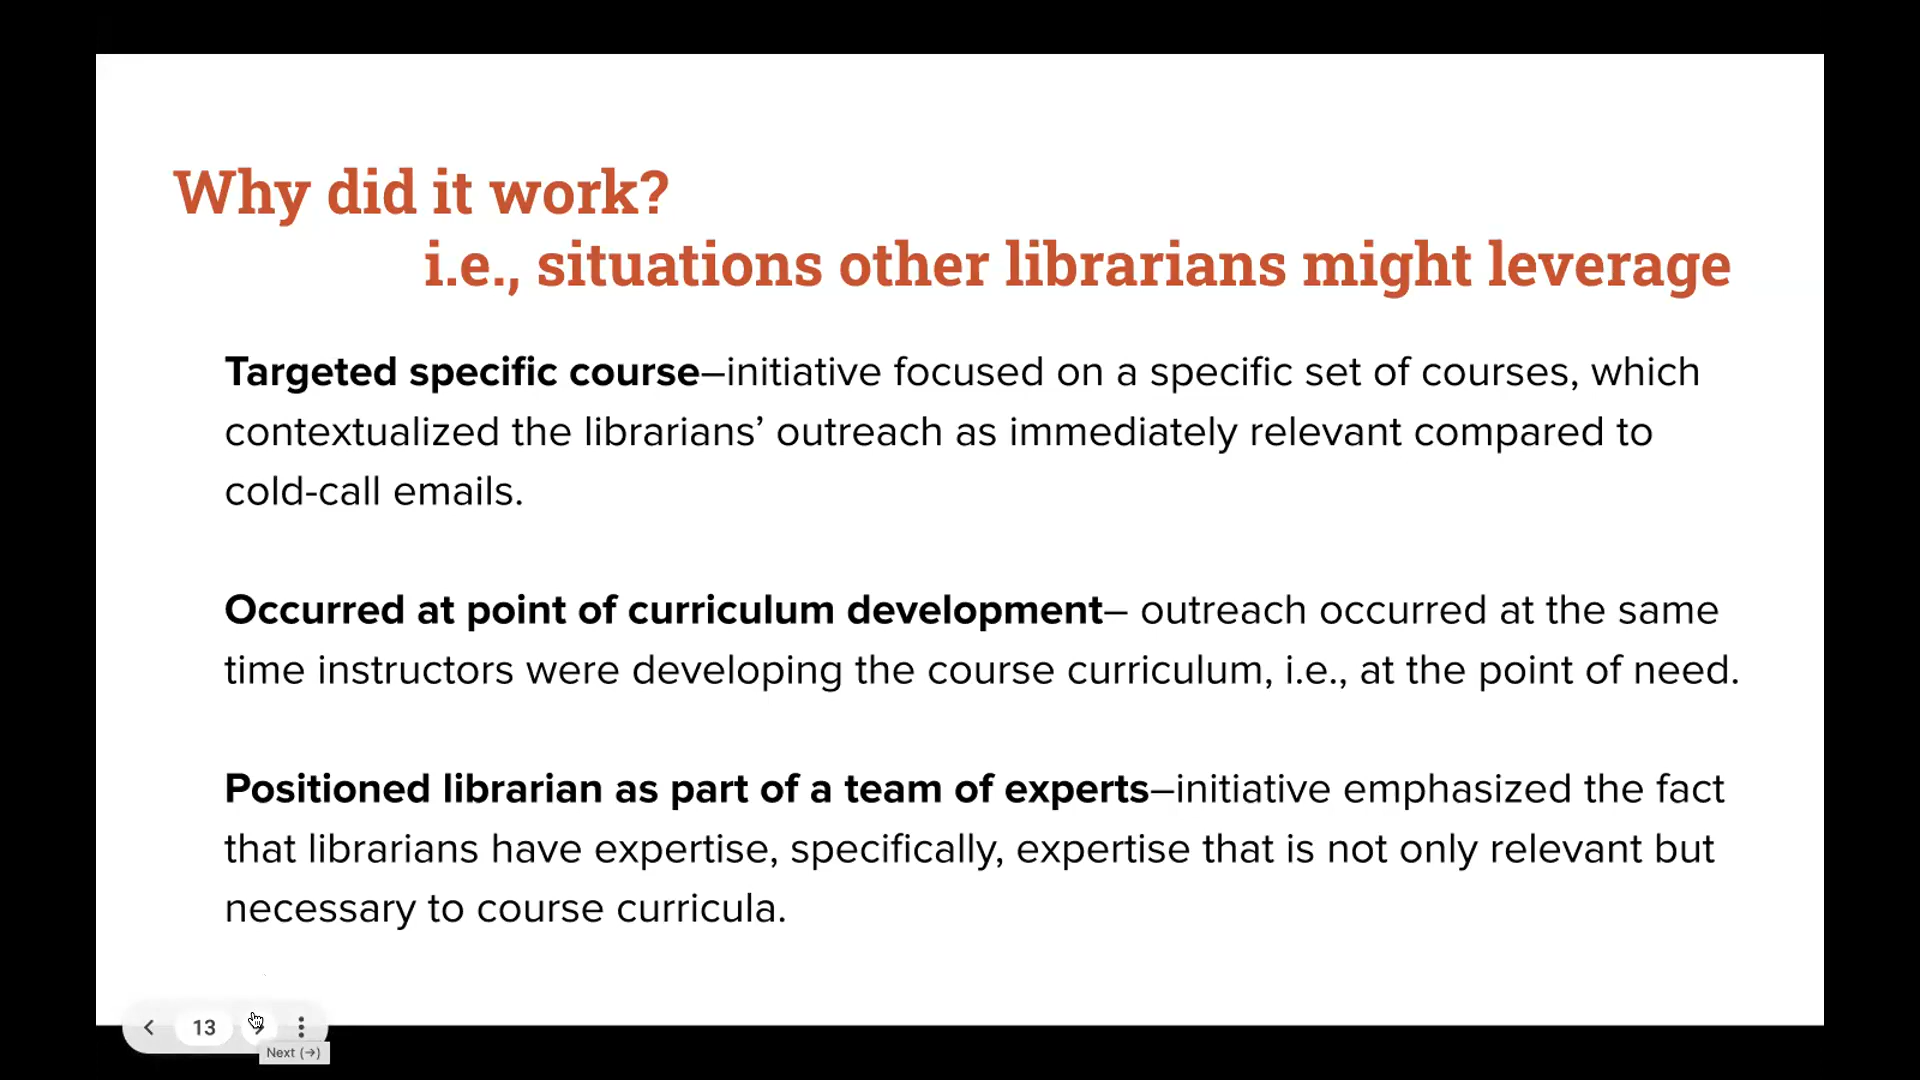 Why did it work?
i.e., situations other librarians might leverage
Targeted specific course–initiative focused on a specific set of courses, which
contextualized the librarians’ outreach as immediately relevant compared to
cold-call emails.
Occurred at point of curriculum development– outreach occurred at the same
time instructors were developing the course curriculum, i.e., at the point of need.
Positioned librarian as part of a team of experts–initiative emphasized the fact
that librarians have expertise, specifically, expertise that is not only relevant but
necessary to course curricula.
13
Next (→)